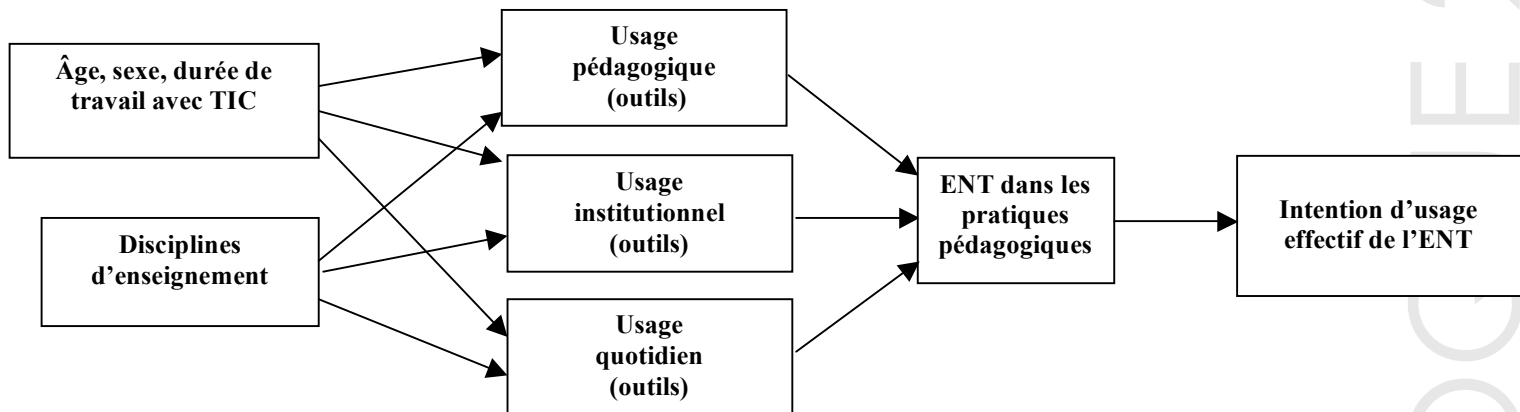 Âge, sexe, durée de
travail avec TIC
Disciplines
d’enseignement
Usage
pédagogique
(outils)
Usage
institutionnel
(outils)
Usage
quotidien
(outils)
ENT dans les
pratiques
pédagogiques
Intention d’usage
effectif de l’ENT